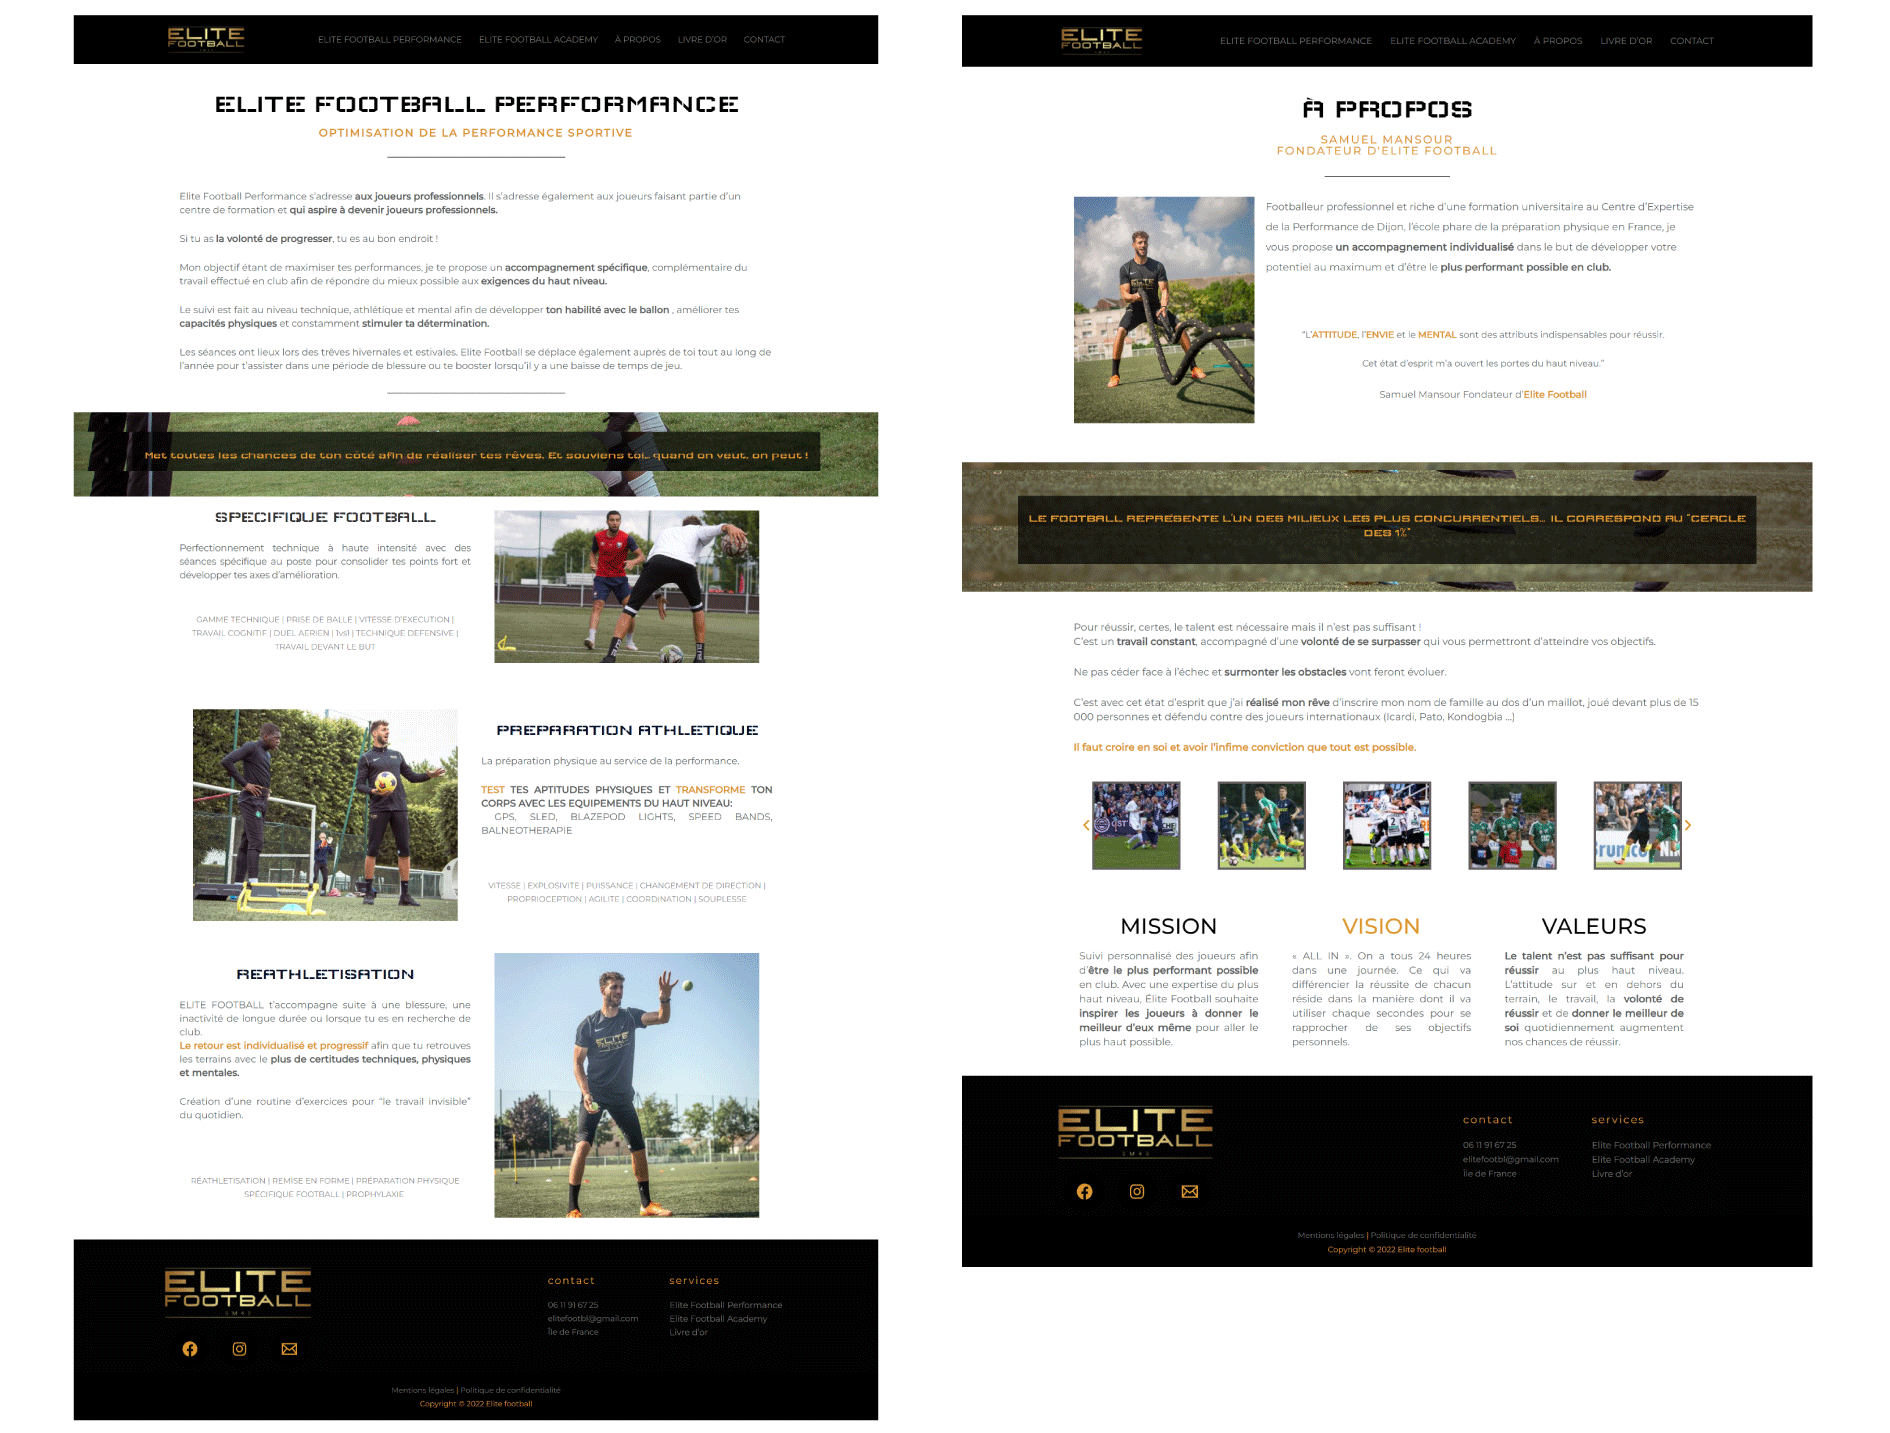 ELITE
FOOTBALL
ELITE FOOTBALL PERFORMANCE
ELITE FOOTBALL ACADEMY
À PROPOS
LIVRE D'OR
CONTACT
ELITE FOOTBALL PERFORMANCE
OPTIMISATION DE LA PERFORMANCE SPORTIVE
Elite Football Performance s'adresse aux joueurs professionnels. Il s'adresse également aux joueurs faisant partie d'un
centre de formation et qui aspire à devenir joueurs professionnels.
Si tu as la volonté de progresser, tu es au bon endroit !
Mon objectif étant de maximiser tes performances, je te propose un accompagnement spécifique, complémentaire du
travail effectué en club afin de répondre du mieux possible aux exigences du haut niveau.
Le suivi est fait au niveau technique, athlétique et mental afin de développer ton habilité avec le ballon , améliorer tes
capacités physiques et constamment stimuler ta détermination.
Les séances ont lieux lors des trêves hivernales et estivales. Elite Football se déplace également auprès de toi tout au long de
l'année pour t'assister dans une période de blessure ou te booster lorsqu'il y a une baisse de temps de jeu.
Met toutes les chances de ton côté afin de réaliser tes rêves. Et souviens toi... quand on veut, on peut !
SPECIFIQUE FOOTBALL
Perfectionnement technique à haute intensité avec des
séances spécifique au poste pour consolider tes points fort et
développer tes axes d'amélioration.
GAMME TECHNIQUE | PRISE DE BALLE | VITESSE D'EXECUTION |
TRAVAIL COGNITIF | DUEL AERIEN | 1vs1 | TECHNIQUE DEFENSIVE |
TRAVAIL DEVANT LE BUT
PREPARATION ATHLETIQUE
La préparation physique au service de la performance.
TEST TES APTITUDES PHYSIQUES ET TRANSFORME TON
CORPS AVEC LES EQUIPEMENTS DU HAUT NIVEAU:
GPS, SLED, BLAZEPOD LIGHTS, SPEED BANDS,
BALNEOTHERAPIE
VITESSE | EXPLOSIVITE | PUISSANCE | CHANGEMENT DE DIRECTION |
PROPRIOCEPTION | AGILITE | COORDINATION | SOUPLESSE
REATHLETISATION
ELITE FOOTBALL t'accompagne suite à une blessure, une
inactivité de longue durée ou lorsque tu es en recherche de
club.
Le retour est individualisé et progressif afin que tu retrouves
les terrains avec le plus de certitudes techniques, physiques
et mentales.
Création d'une routine d'exercices pour "le travail invisible"
du quotidien.
RÉATHLETISATION | REMISE EN FORME | PRÉPARATION PHYSIQUE
SPÉCIFIQUE FOOTBALL | PROPHYLAXIE
ELITE
ELITE
FOOTBALL
SM43
contact
06 11 91 67 25
elitefootbl@gmail.com
Île de France
services
Elite Football Performance
Elite Football Academy
Livre d'or
Mentions légales | Politique de confidentialité
Copyright © 2022 Elite football
ELITE
FOOTBALL
ELITE FOOTBALL PERFORMANCE
ELITE FOOTBALL ACADEMY
À PROPOS
LIVRE D'OR
CONTACT
À PROPOS
SAMUEL MANSOUR
FONDATEUR D'ELITE FOOTBALL
Footballeur professionnel et riche d'une formation universitaire au Centre d'Expertise
de la Performance de Dijon, l'école phare de la préparation physique en France, je
vous propose un accompagnement individualisé dans le but de développer votre
potentiel au maximum et d'être le plus performant possible en club.
ELITE
"L'ATTITUDE, l'ENVIE et le MENTAL sont des attributs indispensables pour réussir.
Cet état d'esprit m'a ouvert les portes du haut niveau."
Samuel Mansour Fondateur d'Elite Football
LE FOOTBALL REPRÉSENTE L'UN DES MILIEUX LES PLUS CONCURRENTIELS... IL CORRESPOND AU "CERCLE
DES 1%"
Pour réussir, certes, le talent est nécessaire mais il n'est pas suffisant !
C'est un travail constant, accompagné d'une volonté de se surpasser qui vous permettront d'atteindre vos objectifs.
Ne pas céder face à l'échec et surmonter les obstacles vont feront évoluer.
C'est avec cet état d'esprit que j'ai réalisé mon rêve d'inscrire mon nom de famille au dos d'un maillot, joué devant plus de 15
000 personnes et défendu contre des joueurs internationaux (Icardi, Pato, Kondogbia ...)
Il faut croire en soi et avoir l'infime conviction que tout est possible.
MISSION
Suivi personnalisé des joueurs afin
d'être le plus performant possible
en club. Avec une expertise du plus
haut niveau, Élite Football souhaite
inspirer les joueurs à donner le
meilleur d'eux même pour aller le
plus haut possible.
VISION
« ALL IN ». On a tous 24 heures
dans une journée. Ce qui va
différencier la réussite de chacun
réside dans la manière dont il va
utiliser chaque secondes pour se
rapprocher de ses objectifs
personnels.
VALEURS
Le talent n'est pas suffisant pour
réussir au plus haut niveau.
L'attitude sur et en dehors du
terrain, le travail, la volonté de
réussir et de donner le meilleur de
soi quotidiennement augmentent
nos chances de réussir.
ELITE
FOOTBALL
SM43
contact
06 11 91 67 25
elitefootbl@gmail.com
Île de France
services
Elite Football Performance
Elite Football Academy
Livre d'or
Mentions légales | Politique de confidentialité
Copyright © 2022 Elite football